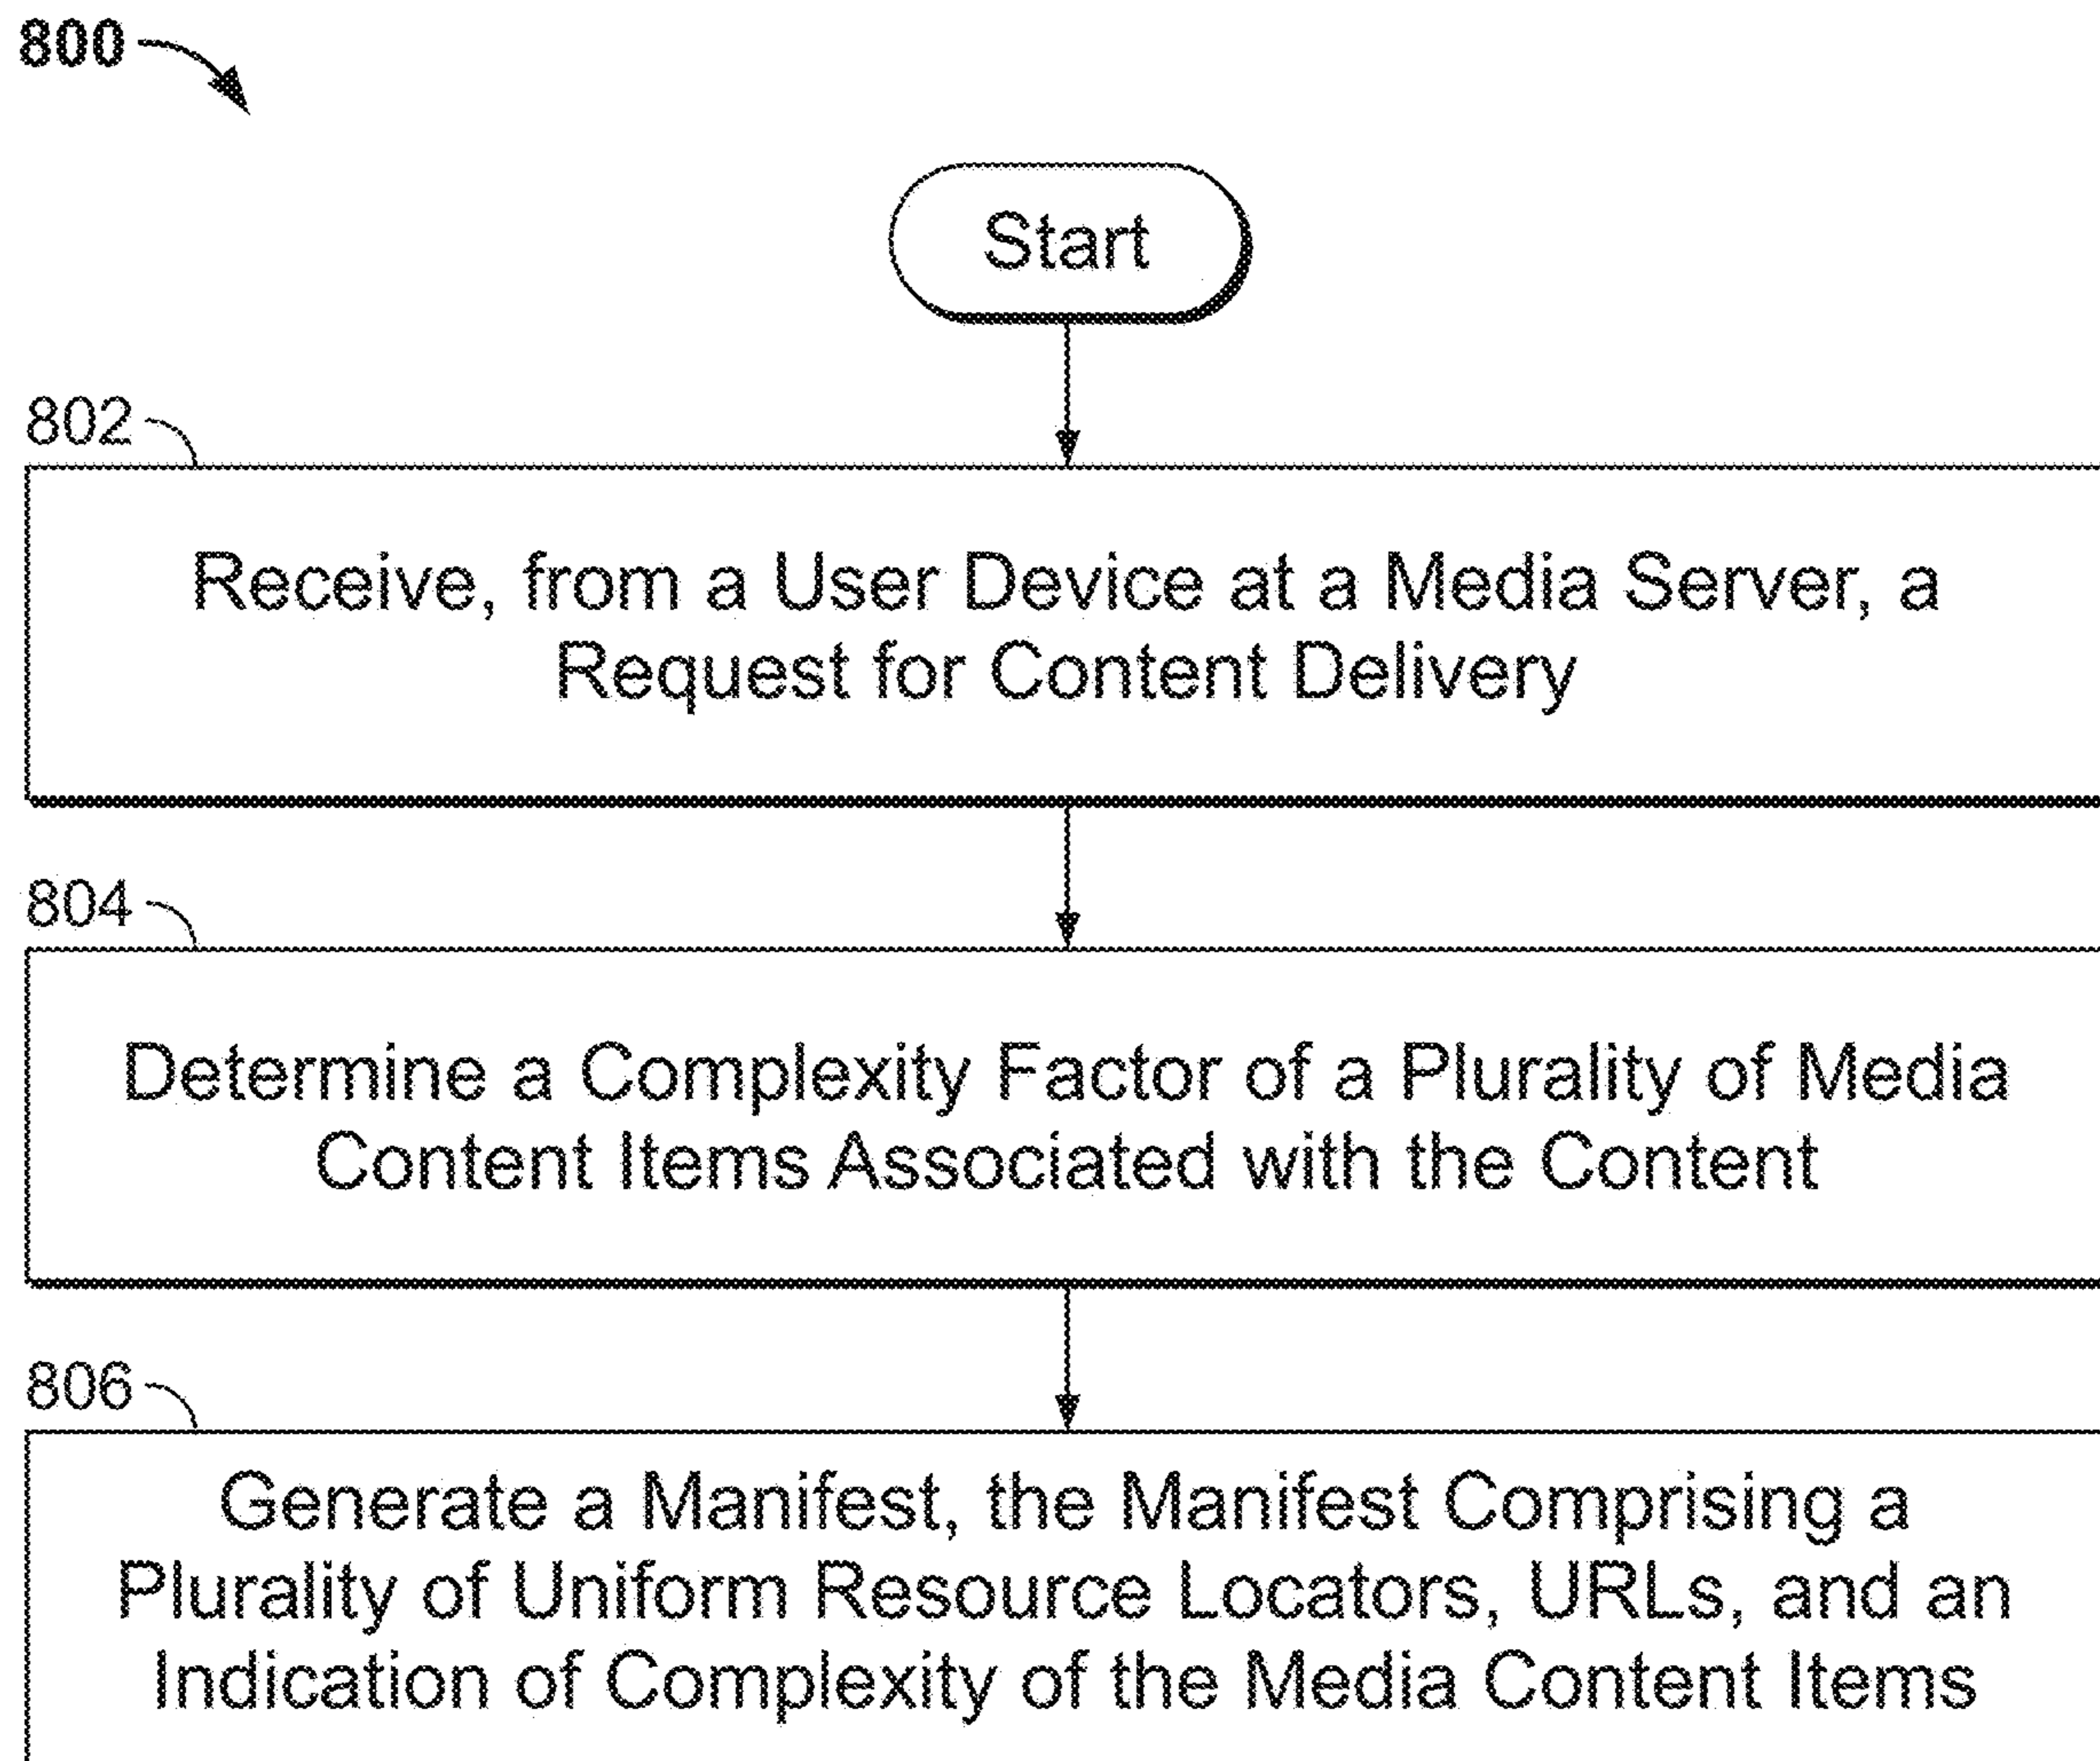 800
Start
802
Receive, from a User Device at a Media Server, a
Request for Content Delivery
804
Determine a Complexity Factor of a Plurality of Media
Content Items Associated with the Content
806
Generate a Manifest, the Manifest Comprising a
Plurality of Uniform Resource Locators, URLs, and an
Indication of Complexity of the Media Content Items